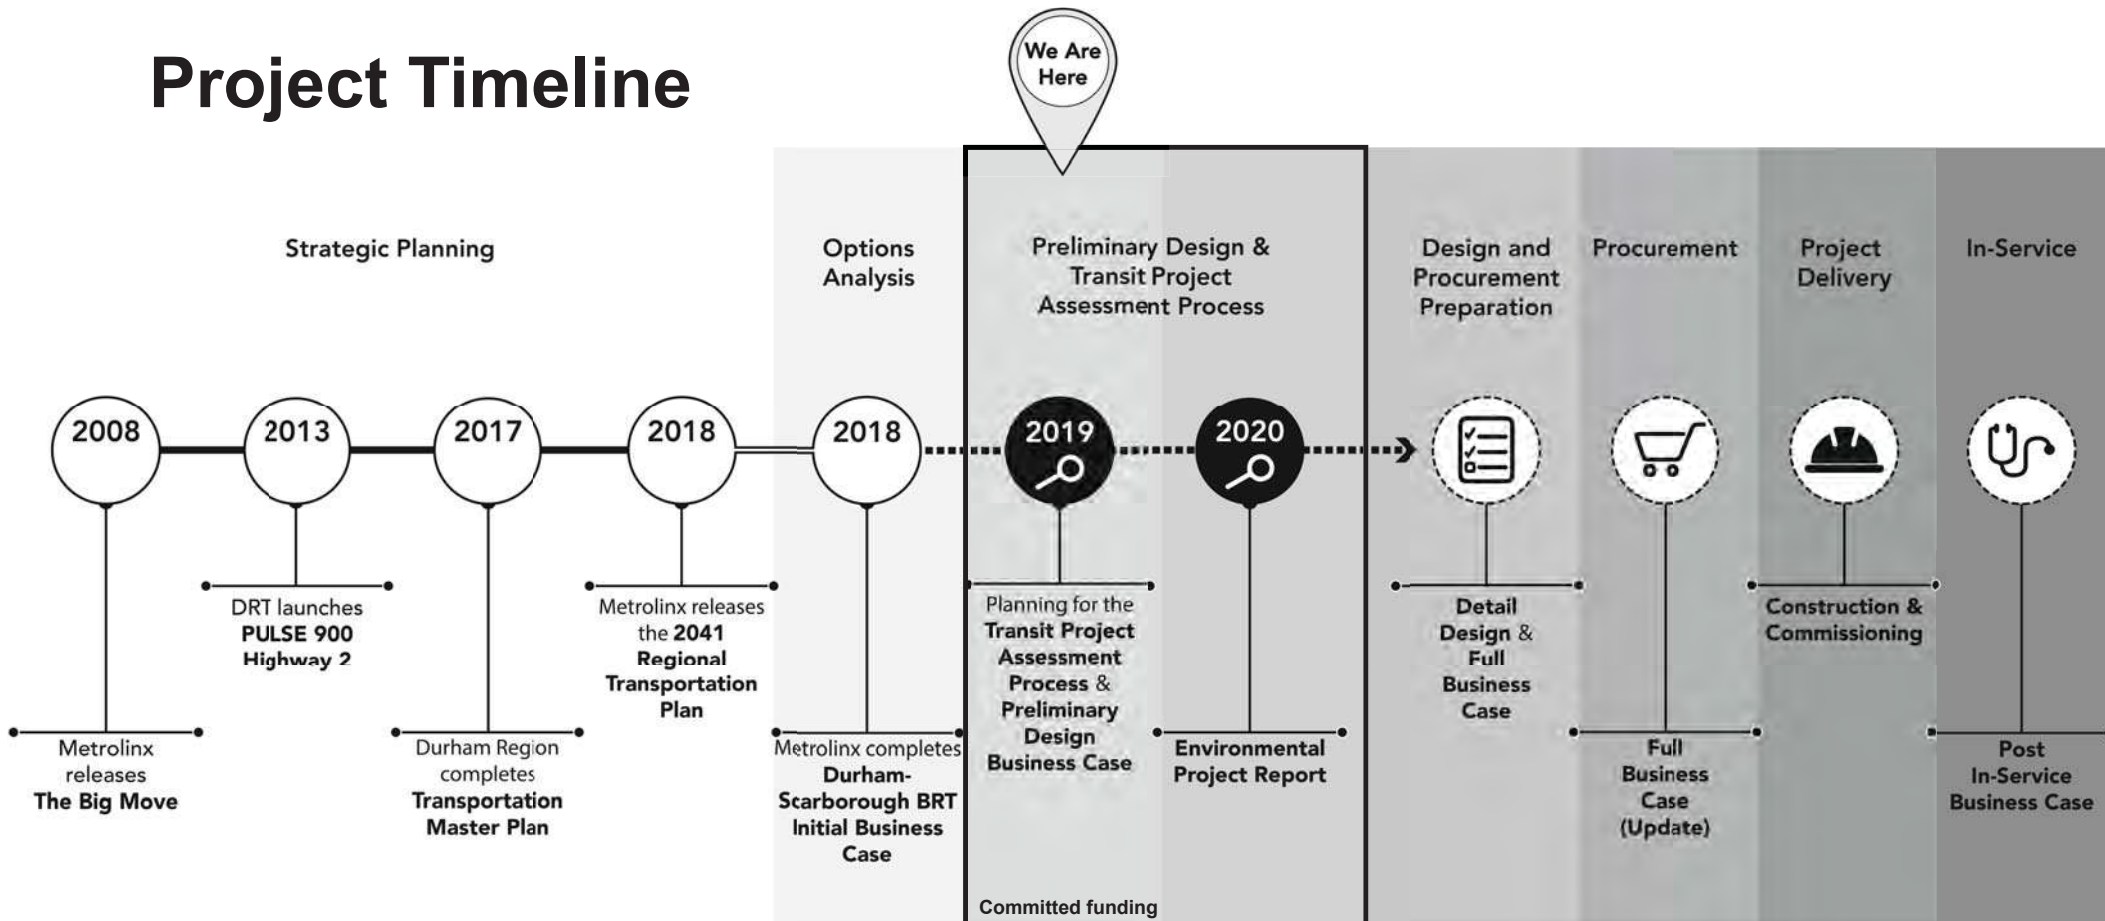 Project Timeline
We Are
Here
Strategic Planning
Options
Analysis
Preliminary Design &
Transit Project
Assessment Process
Design and
Procurement
Preparation
Procurement
Project
Delivery
In-Service
2008
2013
2017
2018
2018
2019
2020
Metrolinx
releases
The Big Move
DRT launches
PULSE 900
Highway 2
Durham Region
completes
Transportation
Master Plan
Metrolinx releases
the 2041
Regional
Transportation
Plan
Metrolinx completes
Durham-
Scarborough BRT
Initial Business
Case
Planning for the
Transit Project
Assessment
Process &
Preliminary
Design
Business Case
Environmental
Project Report
Detail
Design &
Full
Business
Case
Full
Business
Case
(Update)
Construction &
Commissioning
Post
In-Service
Business Case
Committed funding